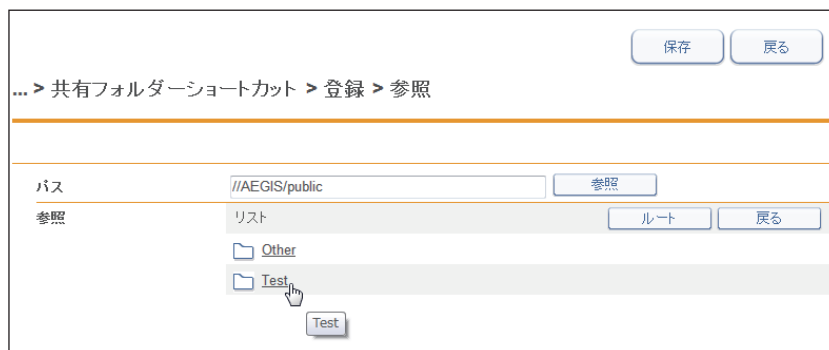 保存 戻る
... > 共有フォルダーショートカット > 登録 > 参照
パス //AEGIS/public 参照
参照 リスト ルート 戻る
Other
Test
Test